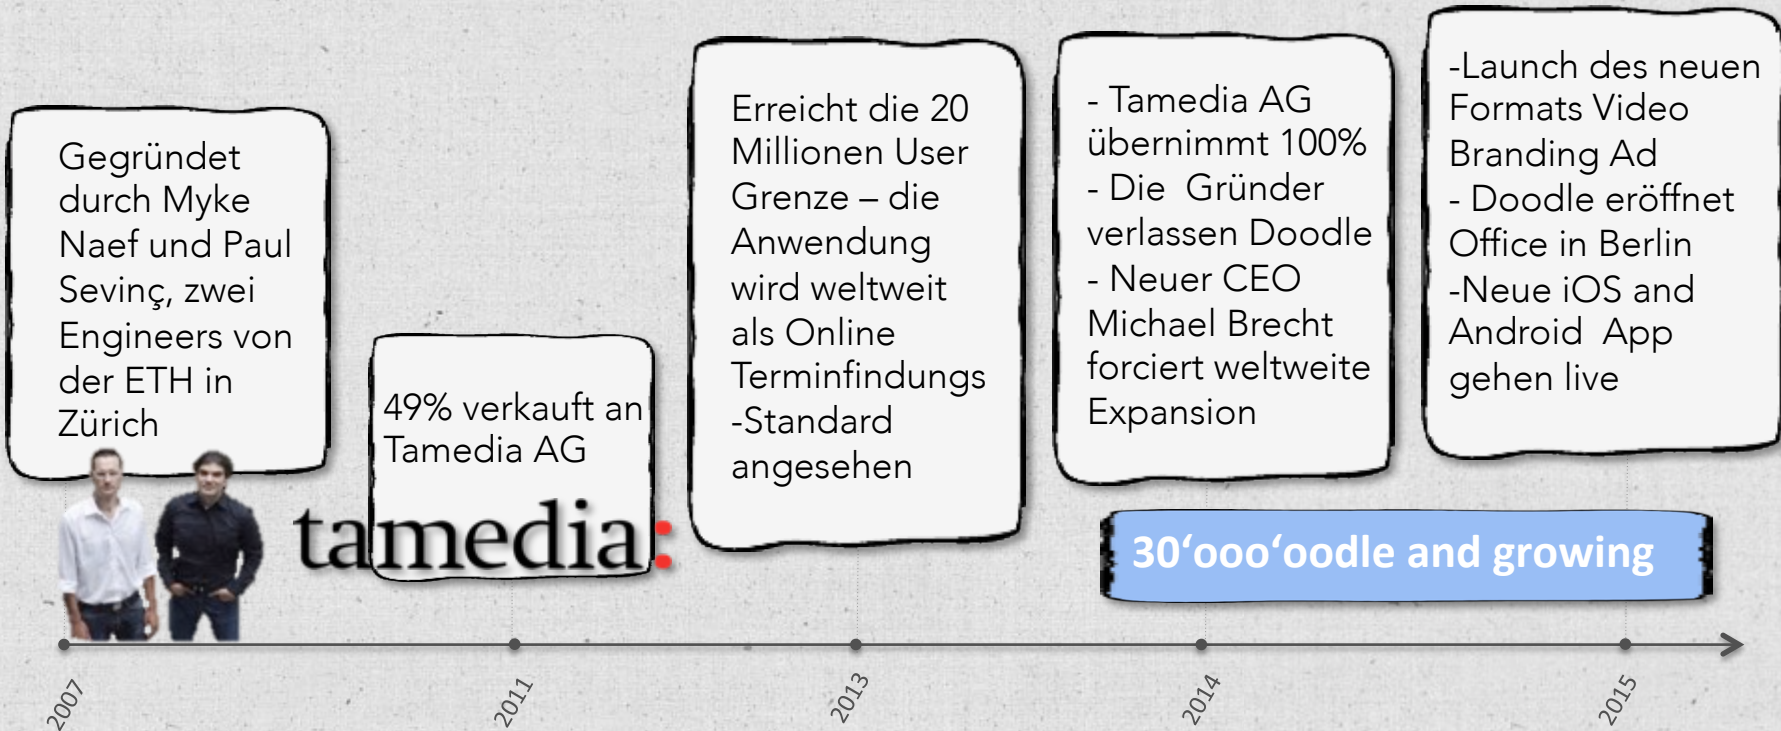 Gegründet
durch Myke
Naef und Paul
Sevinç, zwei
Engineers von
der ETH in
Zürich
49% verkauft an
Tamedia AG
tamedia:
Erreicht die 20
Millionen User
Grenze – die
Anwendung
wird weltweit
als Online
Terminfindungs
-Standard
angesehen
- Tamedia AG
übernimmt 100%
- Die  Gründer
verlassen Doodle
- Neuer CEO
Michael Brecht
forciert weltweite
Expansion
-Launch des neuen
Formats Video
Branding Ad
- Doodle eröffnet
Office in Berlin
-Neue iOS and
Android  App
gehen live
30‘ooo‘oodle and growing
2007
2011
2013
2014
2015